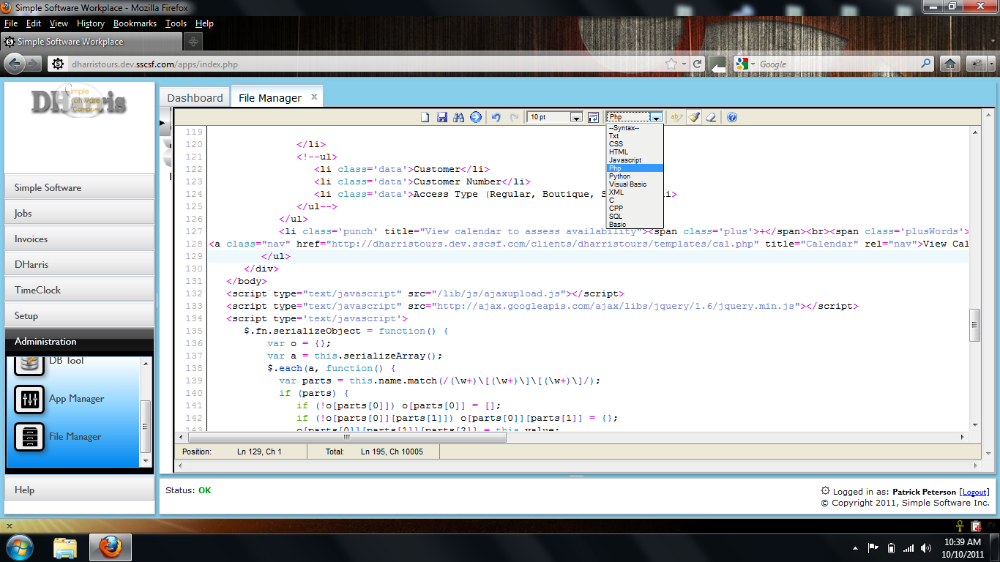 Simple Software Workplace - Mozilla Firefox
File Edit View History Bookmarks Tools Help
Simple Software Workplace
dharristours.dev.sscsf.com/apps/index.php
Google
DHarris
Simple
Software
Company
Dashboard
File Manager
10 pt
Php
--Syntax--
Txt
CSS
HTML
Javascript
Php
Python
Visual Basic
XML
C
CPP
SQL
Basic
Simple Software
Jobs
Invoices
DHarris
TimeClock
Setup
Administration
DB Tool
App Manager
File Manager
Help
119
120 </li>
121 <!--ul>
122 <li class='data'>Customer</li>
123 <li class='data'>Customer Number</li>
124 <li class='data'>Access Type (Regular, Boutique, S li>
125 </ul-->
126 </ul>
127 <li class='punch' title="View calendar to assess availability"><span class='plus'>+</span><br><span class='plusWords'>
128 <a class="nav" href="http://dharristours.dev.sscsf.com/clients/dharristours/templates/cal.php" title="Calendar" rel="nav">View Cal
129 </ul>
130 </div>
131 </body>
132 <script type="text/javascript" src="/lib/js/ajaxupload.js"></script>
133 <script type="text/javascript" src="http://ajax.googleapis.com/ajax/libs/jquery/1.6/jquery.min.js"></script>
134 <script type='text/javascript'>
135 $.fn.serializeObject = function() {
136 var o = {};
137 var a = this.serializeArray();
138 $.each(a, function() {
139 var parts = this.name.match(/(\w+)\[(\w+)\]\[(\w+)\]/);
140 if (parts) {
141 if (!o[parts[0]]) o[parts[0]] = [];
142 if (!o[parts[0]][parts[1]]) o[parts[0]][parts[1]] = {};
143 o[parts[0]][parts[1]][parts[2]] = this.value;
Position: Ln 129, Ch 1 Total: Ln 195, Ch 10005
Status: OK
Logged in as: Patrick Peterson [Logout]
© Copyright 2011, Simple Software Inc.
10:39 AM
10/10/2011